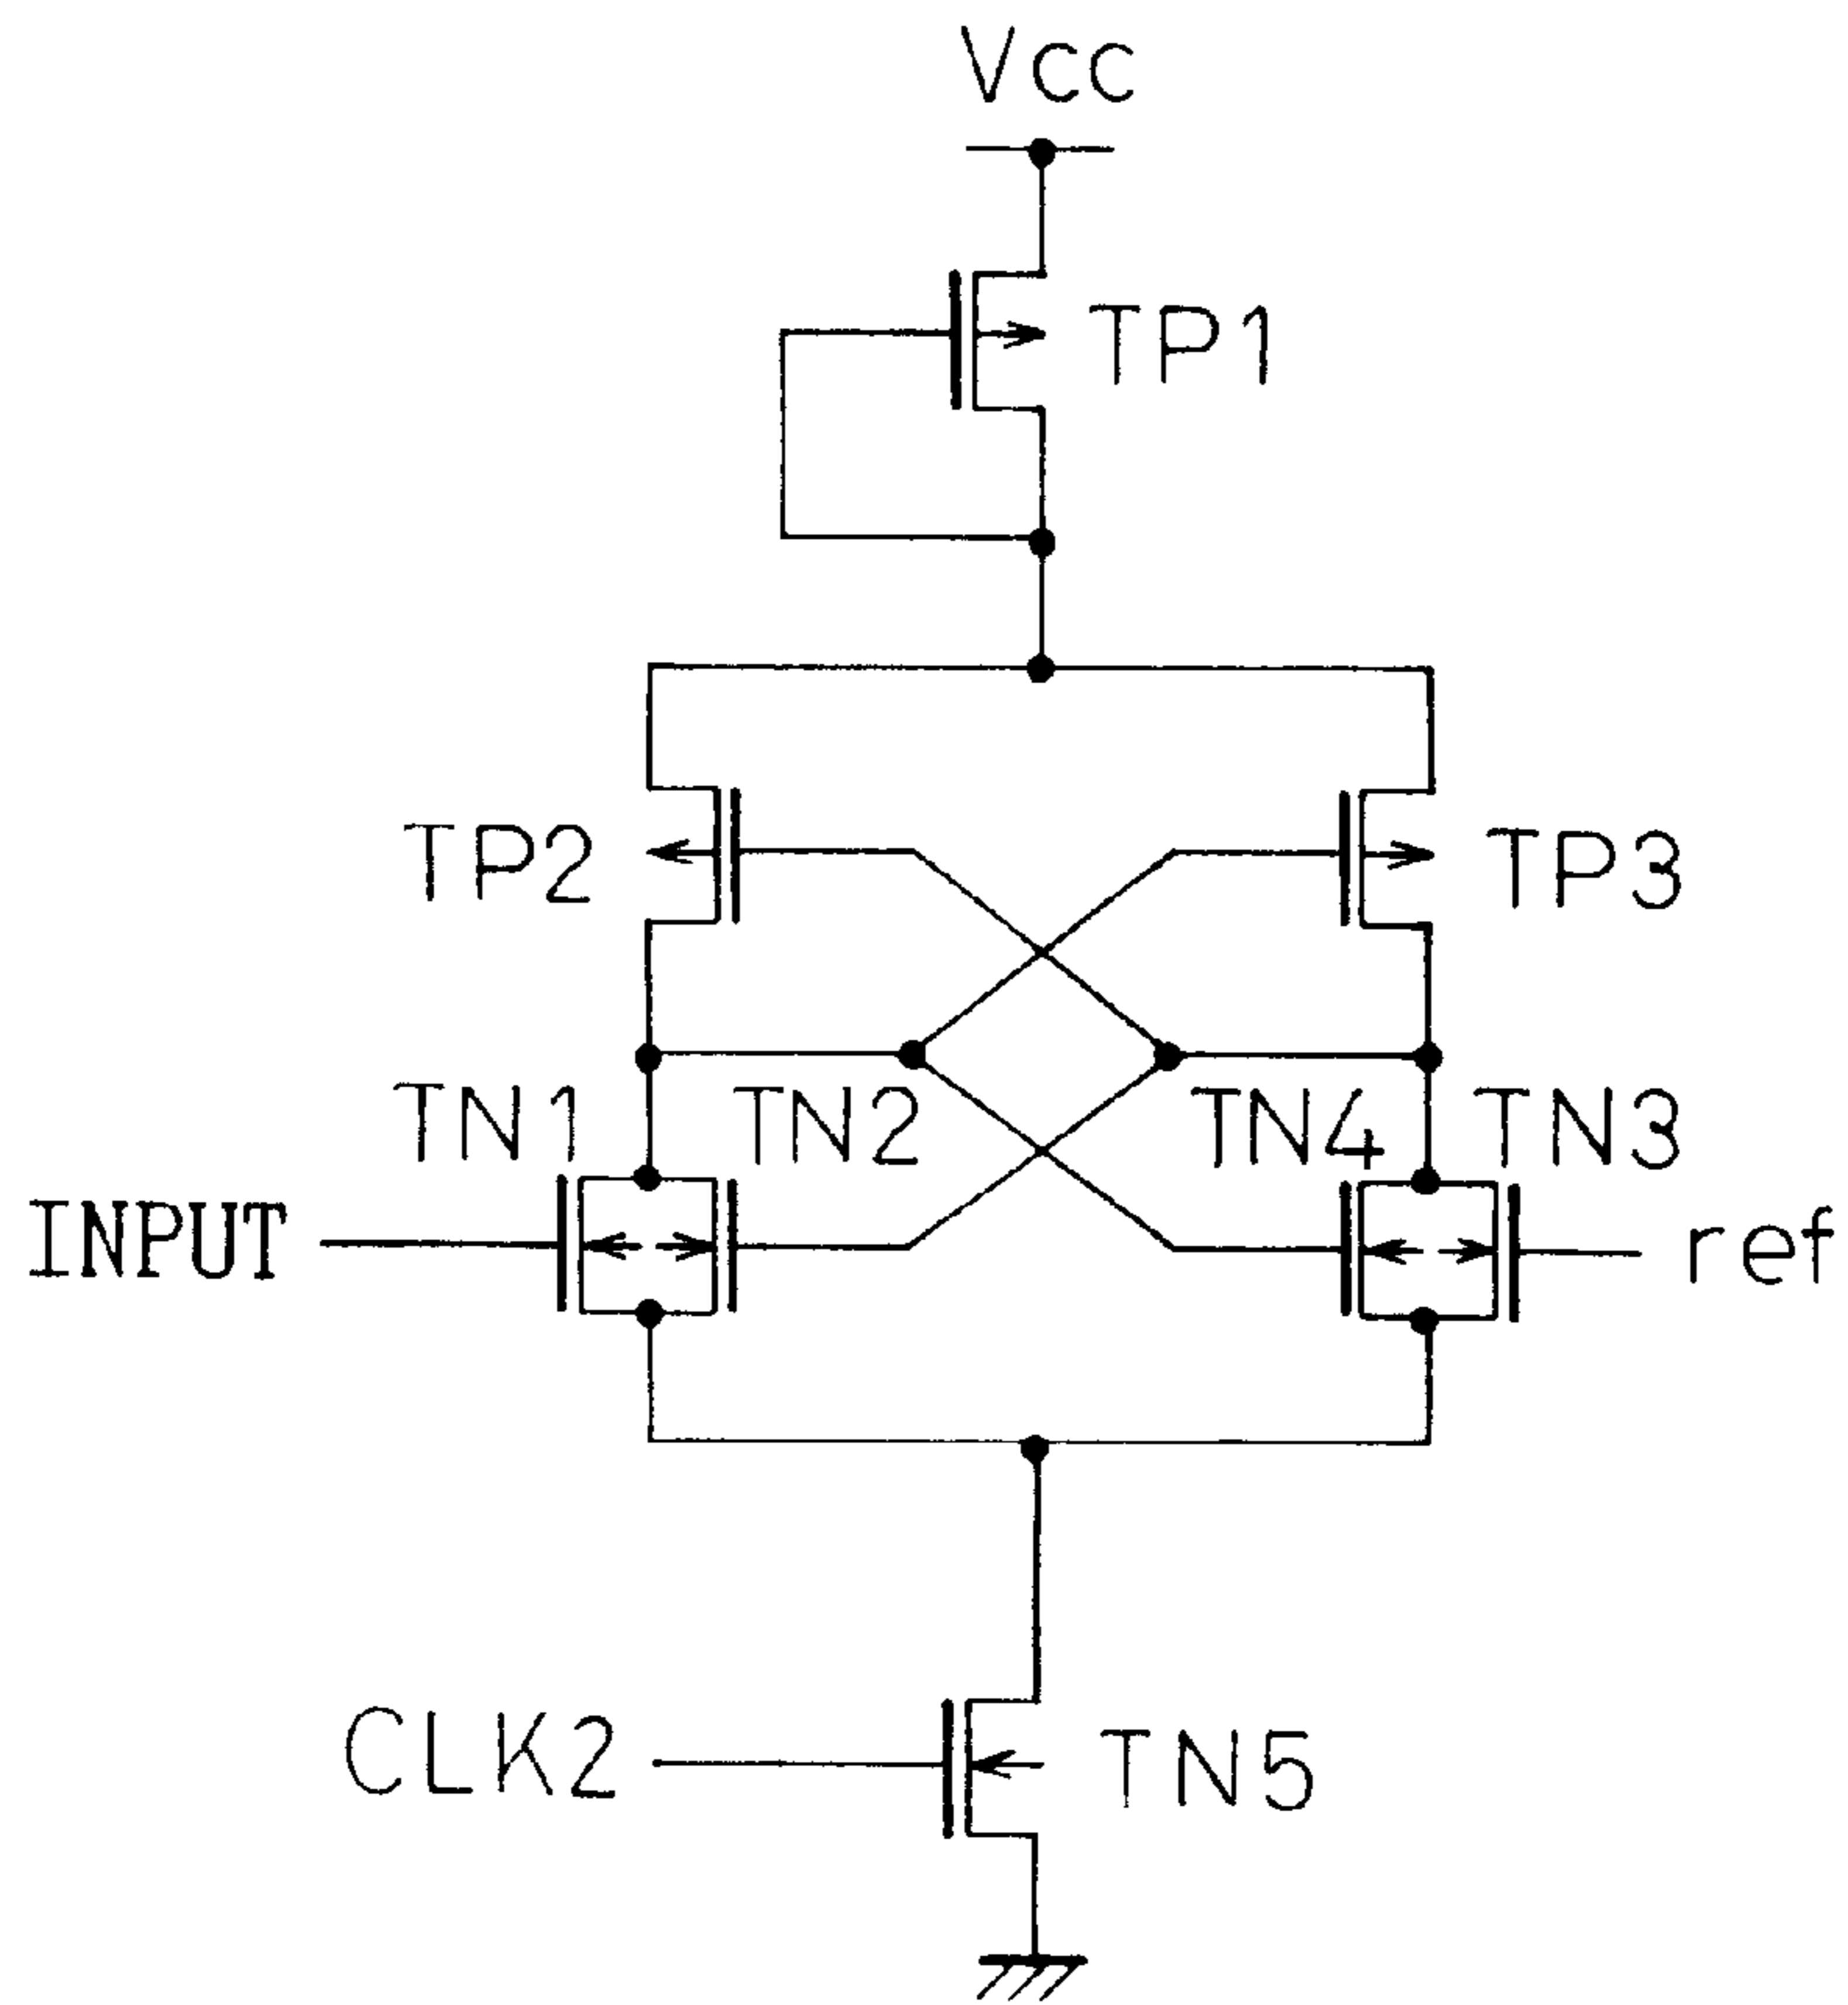 Vcc
TP1
TP2
TP3
TN1
TN2
TN4
TN3
INPUT
ref
CLK2
TN5